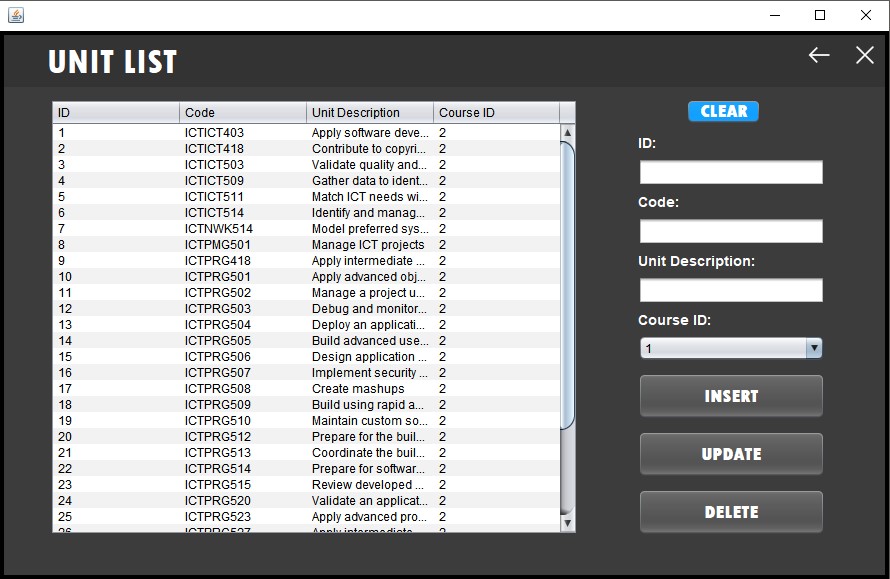 UNIT LIST
ID Code Unit Description Course ID
1 ICTICT403 Apply software deve... 2
2 ICTICT418 Contribute to copyri... 2
3 ICTICT503 Validate quality and... 2
4 ICTICT509 Gather data to ident... 2
5 ICTICT511 Match ICT needs wi... 2
6 ICTICT514 Identify and manag... 2
7 ICTNWK514 Model preferred sys... 2
8 ICTPMG501 Manage ICT projects 2
9 ICTPRG418 Apply intermediate ... 2
10 ICTPRG501 Apply advanced obj... 2
11 ICTPRG502 Manage a project u... 2
12 ICTPRG503 Debug and monitor... 2
13 ICTPRG504 Deploy an applicati... 2
14 ICTPRG505 Build advanced use... 2
15 ICTPRG506 Design application ... 2
16 ICTPRG507 Implement security ... 2
17 ICTPRG508 Create mashups 2
18 ICTPRG509 Build using rapid a... 2
19 ICTPRG510 Maintain custom so... 2
20 ICTPRG512 Prepare for the buil... 2
21 ICTPRG513 Coordinate the buil... 2
22 ICTPRG514 Prepare for softwar... 2
23 ICTPRG515 Review developed ... 2
24 ICTPRG520 Validate an applicat... 2
25 ICTPRG523 Apply advanced pro... 2
26 ICTPRG527 Apply intermediate 2
CLEAR
ID:
Code:
Unit Description:
Course ID:
1
INSERT
UPDATE
DELETE